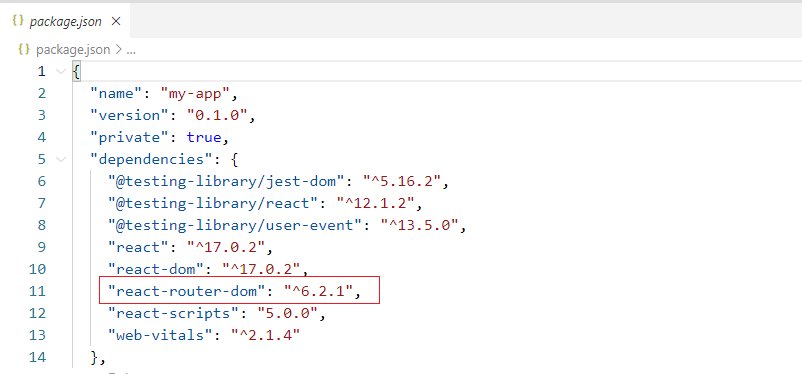 {} package.json ×
{} package.json > ...
1 {
2 "name": "my-app",
3 "version": "0.1.0",
4 "private": true,
5 "dependencies": {
6 "@testing-library/jest-dom": "^5.16.2",
7 "@testing-library/react": "^12.1.2",
8 "@testing-library/user-event": "^13.5.0",
9 "react": "^17.0.2",
10 "react-dom": "^17.0.2",
11 "react-router-dom": "^6.2.1",
12 "react-scripts": "5.0.0",
13 "web-vitals": "^2.1.4"
14 },